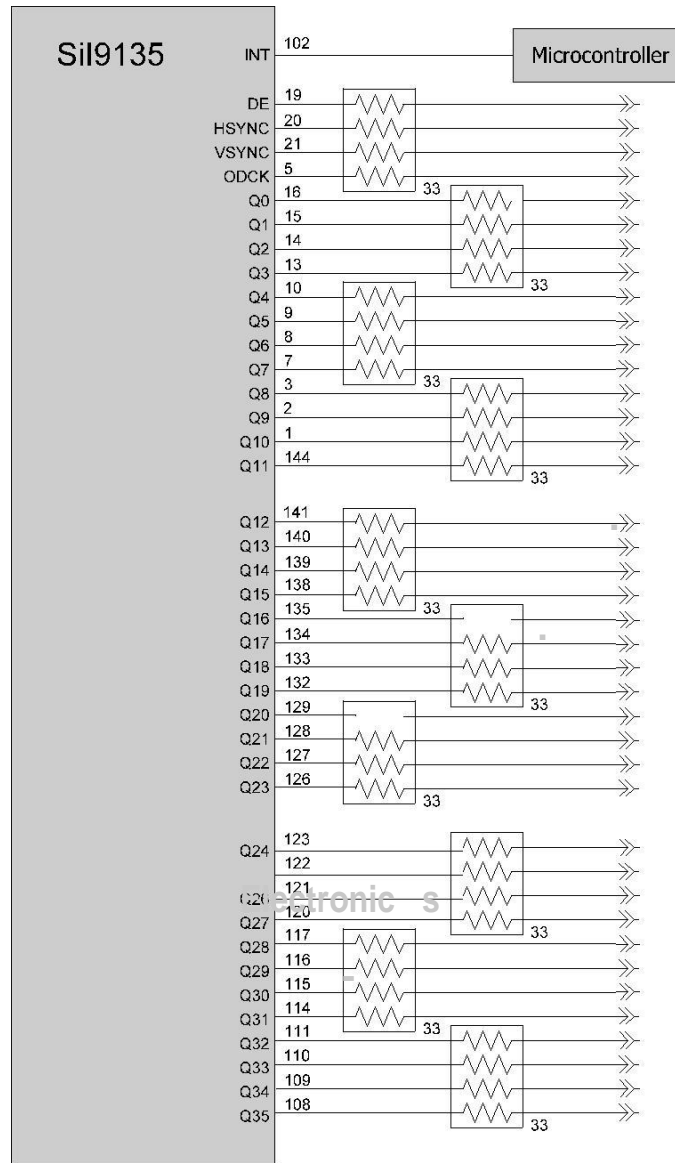 SiI9135
INT 102 Microcontroller
DE 19
HSYNC 20
VSYNC 21
ODCK 5
33
Q0 16
Q1 15
Q2 14
Q3 13
33
Q4 10
Q5 9
Q6 8
Q7 7
33
Q8 3
Q9 2
Q10 1
Q11 144
33
Q12 141
Q13 140
Q14 139
Q15 138
33
Q16 135
Q17 134
Q18 133
Q19 132
33
Q20 129
Q21 128
Q22 127
Q23 126
33
Q24 123
122
Q26 121
Electronic s
Q27 120
33
Q28 117
Q29 116
Q30 115
Q31 114
33
Q32 111
Q33 110
Q34 109
Q35 108
33